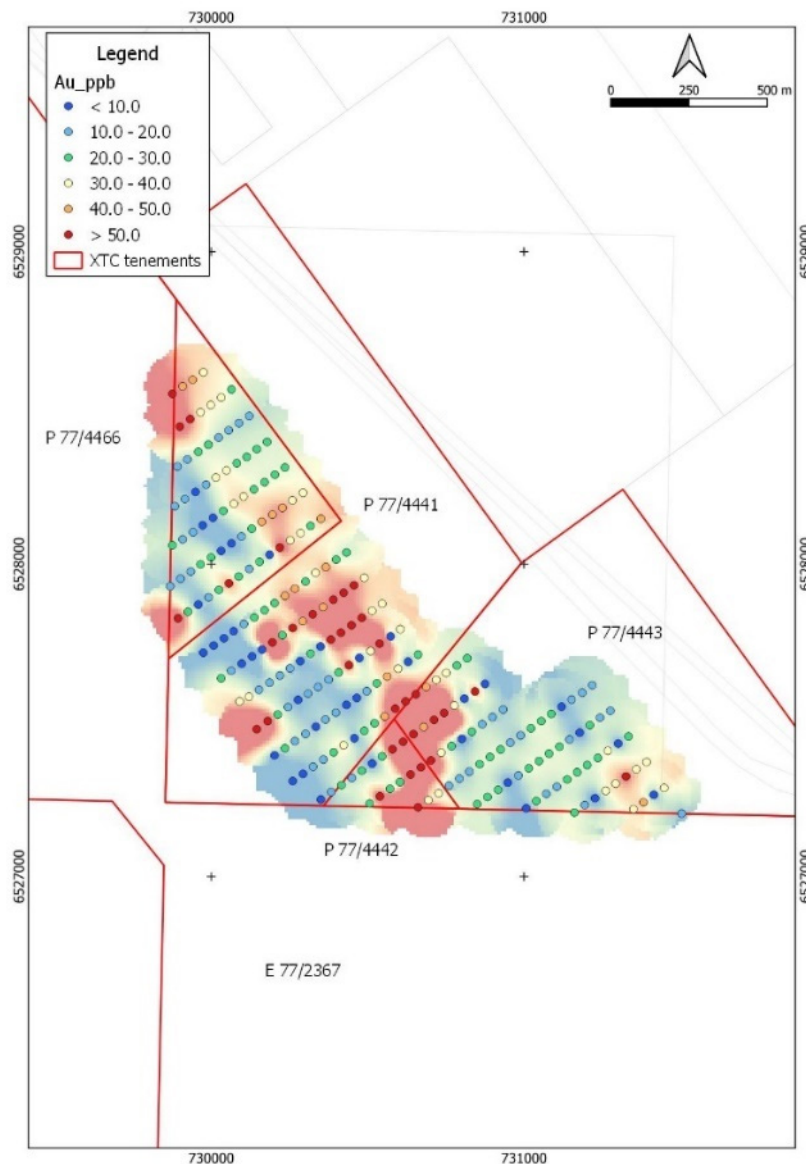 730000
731000
Legend
Au_ppb
< 10.0
10.0 - 20.0
20.0 - 30.0
30.0 - 40.0
40.0 - 50.0
> 50.0
XTC tenements
0 250 500 m
6529000
6529000
P 77/4466
P 77/4441
6528000
6528000
P 77/4443
P 77/4442
6527000
6527000
E 77/2367
730000
731000